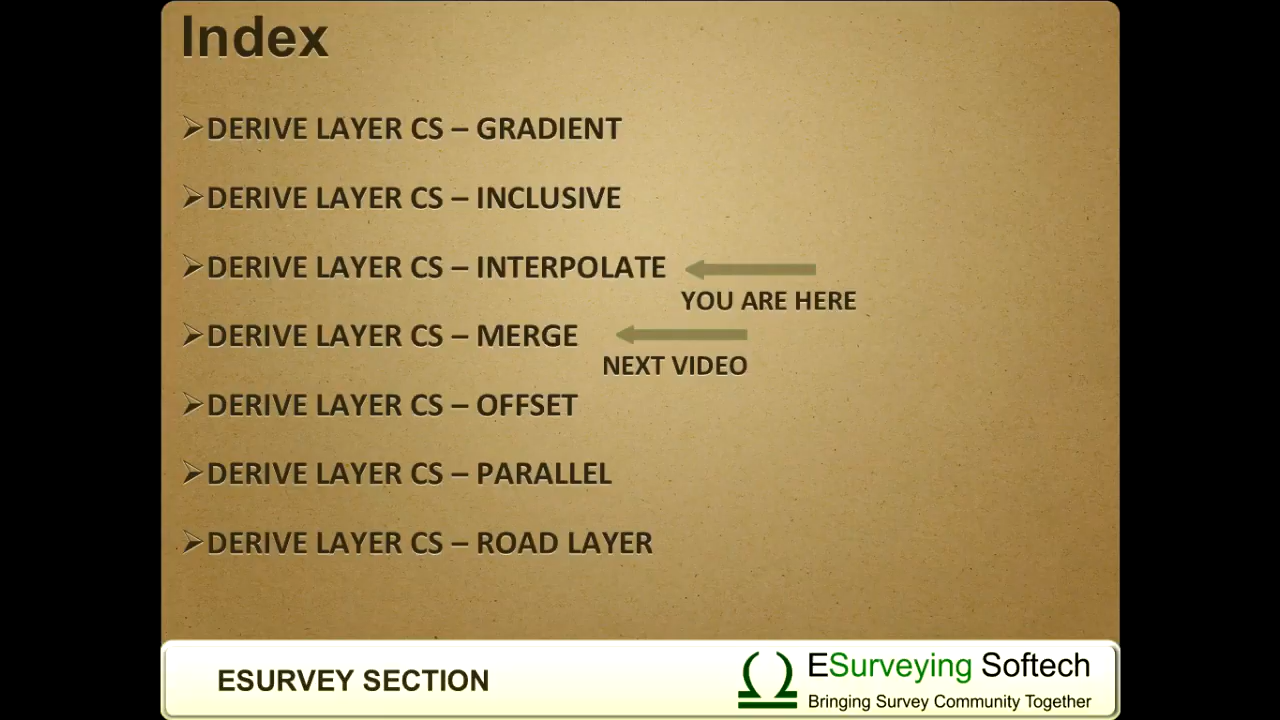 Index
DERIVE LAYER CS – GRADIENT
DERIVE LAYER CS – INCLUSIVE
DERIVE LAYER CS – INTERPOLATE
YOU ARE HERE
DERIVE LAYER CS – MERGE
NEXT VIDEO
DERIVE LAYER CS – OFFSET
DERIVE LAYER CS – PARALLEL
DERIVE LAYER CS – ROAD LAYER
ESURVEY SECTION
ESurveying Softech
Bringing Survey Community Together